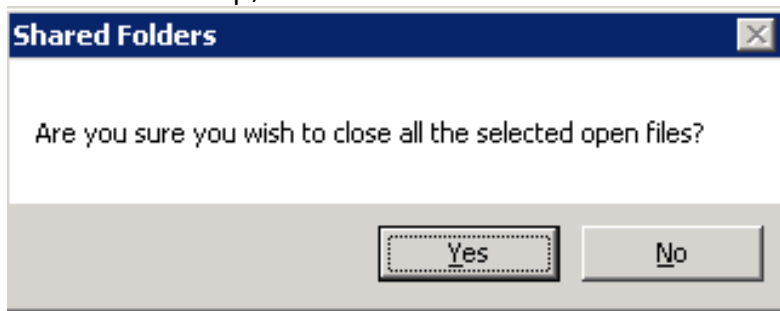 Shared Folders
Are you sure you wish to close all the selected open files?
Yes
No